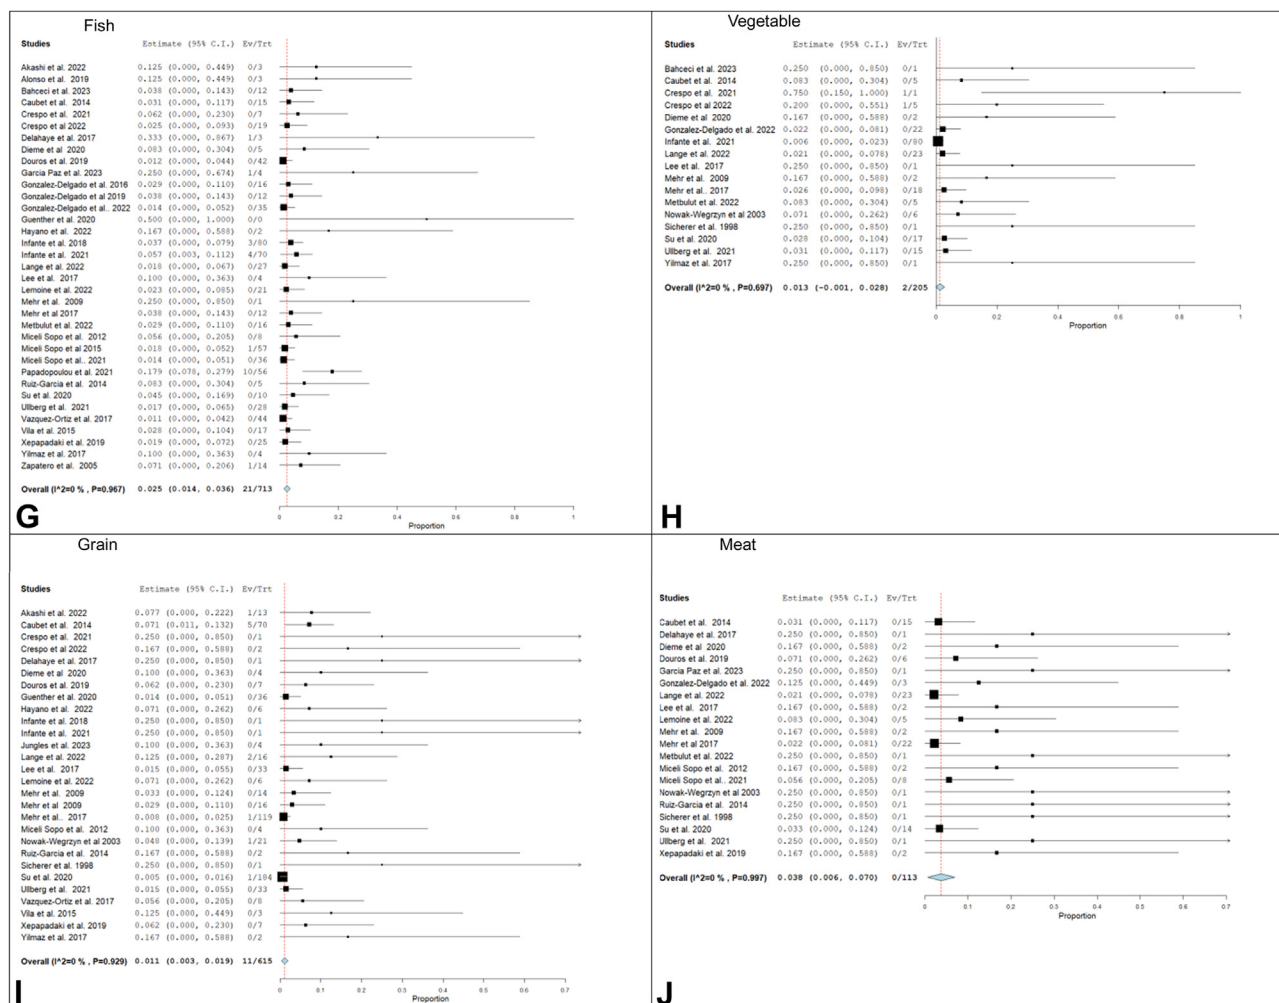 Fish
Studies Estimate (95% C.I.) Ev/Trt
Akashi et al. 2022 0.125 (0.000, 0.449) 0/3
Alonso et al. 2019 0.125 (0.000, 0.449) 0/3
Bahceci et al. 2023 0.038 (0.000, 0.143) 0/12
Caubet et al. 2014 0.031 (0.000, 0.117) 0/15
Crespo et al. 2021 0.062 (0.000, 0.230) 0/7
Crespo et al 2022 0.025 (0.000, 0.093) 0/19
Delahaye et al. 2017 0.333 (0.000, 0.867) 1/3
Dieme et al 2020 0.083 (0.000, 0.304) 0/5
Douros et al. 2019 0.012 (0.000, 0.044) 0/42
Garcia Paz et al. 2023 0.250 (0.000, 0.674) 1/4
Gonzalez-Delgado et al. 2016 0.029 (0.000, 0.110) 0/16
Gonzalez-Delgado et al 2019 0.038 (0.000, 0.143) 0/12
Gonzalez-Delgado et al.. 2022 0.014 (0.000, 0.052) 0/35
Guenther et al. 2020 0.500 (0.000, 1.000) 0/0
Hayano et al. 2022 0.167 (0.000, 0.588) 0/2
Infante et al. 2018 0.037 (0.000, 0.079) 3/80
Infante et al. 2021 0.057 (0.003, 0.112) 4/70
Lange et al. 2022 0.018 (0.000, 0.067) 0/27
Lee et al. 2017 0.100 (0.000, 0.363) 0/4
Lemoine et al. 2022 0.023 (0.000, 0.085) 0/21
Mehr et al. 2009 0.250 (0.000, 0.850) 0/1
Mehr et al 2017 0.038 (0.000, 0.143) 0/12
Metbulut et al. 2022 0.029 (0.000, 0.110) 0/16
Miceli Sopo et al. 2012 0.056 (0.000, 0.205) 0/8
Miceli Sopo et al 2015 0.018 (0.000, 0.052) 1/57
Miceli Sopo et al.. 2021 0.014 (0.000, 0.051) 0/36
Papadopoulou et al. 2021 0.179 (0.078, 0.279) 10/56
Ruiz-Garcia et al. 2014 0.083 (0.000, 0.304) 0/5
Su et al. 2020 0.045 (0.000, 0.169) 0/10
Ullberg et al. 2021 0.017 (0.000, 0.065) 0/28
Vazquez-Ortiz et al. 2017 0.011 (0.000, 0.042) 0/44
Vila et al. 2015 0.028 (0.000, 0.104) 0/17
Xepapadaki et al. 2019 0.019 (0.000, 0.072) 0/25
Yilmaz et al. 2017 0.100 (0.000, 0.363) 0/4
Zapatero et al. 2005 0.071 (0.000, 0.206) 1/14
Overall (I^2=0 % , P=0.967) 0.025 (0.014, 0.036) 21/713
0 0.2 0.4 0.6 0.8 1
Proportion
G
Vegetable
Studies Estimate (95% C.I.) Ev/Trt
Bahceci et al. 2023 0.250 (0.000, 0.850) 0/1
Caubet et al. 2014 0.083 (0.000, 0.304) 0/5
Crespo et al. 2021 0.750 (0.150, 1.000) 1/1
Crespo et al 2022 0.200 (0.000, 0.551) 1/5
Dieme et al. 2020 0.167 (0.000, 0.588) 0/2
Gonzalez-Delgado et al. 2022 0.022 (0.000, 0.081) 0/22
Infante et al. 2021 0.006 (0.000, 0.023) 0/80
Lange et al. 2022 0.021 (0.000, 0.078) 0/23
Lee et al. 2017 0.250 (0.000, 0.850) 0/1
Mehr et al. 2009 0.167 (0.000, 0.588) 0/2
Mehr et al.. 2017 0.026 (0.000, 0.098) 0/18
Metbulut et al. 2022 0.083 (0.000, 0.304) 0/5
Nowak-Wegrzyn et al 2003 0.071 (0.000, 0.262) 0/6
Sicherer et al. 1998 0.250 (0.000, 0.850) 0/1
Su et al. 2020 0.028 (0.000, 0.104) 0/17
Ullberg et al. 2021 0.031 (0.000, 0.117) 0/15
Yilmaz et al. 2017 0.250 (0.000, 0.850) 0/1
Overall (I^2=0 % , P=0.697) 0.013 (-0.001, 0.028) 2/205
0 0.2 0.4 0.6 0.8 1
Proportion
H
Grain
Studies Estimate (95% C.I.) Ev/Trt
Akashi et al. 2022 0.077 (0.000, 0.222) 1/13
Caubet et al. 2014 0.071 (0.011, 0.132) 5/70
Crespo et al. 2021 0.250 (0.000, 0.850) 0/1
Crespo et al 2022 0.167 (0.000, 0.588) 0/2
Delahaye et al. 2017 0.250 (0.000, 0.850) 0/1
Dieme et al. 2020 0.100 (0.000, 0.363) 0/4
Douros et al. 2019 0.062 (0.000, 0.230) 0/7
Guenther et al. 2020 0.014 (0.000, 0.051) 0/36
Hayano et al. 2022 0.071 (0.000, 0.262) 0/6
Infante et al. 2018 0.250 (0.000, 0.850) 0/1
Infante et al. 2021 0.250 (0.000, 0.850) 0/1
Jungles et al. 2023 0.100 (0.000, 0.363) 0/4
Lange et al. 2022 0.125 (0.000, 0.287) 2/16
Lee et al. 2017 0.015 (0.000, 0.055) 0/33
Lemoine et al. 2022 0.071 (0.000, 0.262) 0/6
Mehr et al. 2009 0.033 (0.000, 0.124) 0/14
Mehr et al 2009 0.029 (0.000, 0.110) 0/16
Mehr et al.. 2017 0.008 (0.000, 0.025) 1/119
Miceli Sopo et al. 2012 0.100 (0.000, 0.363) 0/4
Nowak-Wegrzyn et al 2003 0.048 (0.000, 0.139) 1/21
Ruiz-Garcia et al. 2014 0.167 (0.000, 0.588) 0/2
Sicherer et al. 1998 0.250 (0.000, 0.850) 0/1
Su et al. 2020 0.005 (0.000, 0.016) 1/184
Ullberg et al. 2021 0.015 (0.000, 0.055) 0/33
Vazquez-Ortiz et al. 2017 0.056 (0.000, 0.205) 0/8
Vila et al. 2015 0.125 (0.000, 0.449) 0/3
Xepapadaki et al. 2019 0.062 (0.000, 0.230) 0/7
Yilmaz et al. 2017 0.167 (0.000, 0.588) 0/2
Overall (I^2=0 % , P=0.929) 0.011 (0.003, 0.019) 11/615
0 0.1 0.2 0.3 0.4 0.5 0.6 0.7
Proportion
I
Meat
Studies Estimate (95% C.I.) Ev/Trt
Caubet et al. 2014 0.031 (0.000, 0.117) 0/15
Delahaye et al. 2017 0.250 (0.000, 0.850) 0/1
Dieme et al. 2020 0.167 (0.000, 0.588) 0/2
Douros et al. 2019 0.071 (0.000, 0.262) 0/6
Garcia Paz et al. 2023 0.250 (0.000, 0.850) 0/1
Gonzalez-Delgado et al. 2022 0.125 (0.000, 0.449) 0/3
Lange et al. 2022 0.021 (0.000, 0.078) 0/23
Lee et al. 2017 0.167 (0.000, 0.588) 0/2
Lemoine et al. 2022 0.083 (0.000, 0.304) 0/5
Mehr et al. 2009 0.167 (0.000, 0.588) 0/2
Mehr et al 2017 0.022 (0.000, 0.081) 0/22
Metbulut et al. 2022 0.250 (0.000, 0.850) 0/1
Miceli Sopo et al. 2012 0.167 (0.000, 0.588) 0/2
Miceli Sopo et al.. 2021 0.056 (0.000, 0.205) 0/8
Nowak-Wegrzyn et al 2003 0.250 (0.000, 0.850) 0/1
Ruiz-Garcia et al. 2014 0.250 (0.000, 0.850) 0/1
Sicherer et al. 1998 0.250 (0.000, 0.850) 0/1
Su et al. 2020 0.033 (0.000, 0.124) 0/14
Ullberg et al. 2021 0.250 (0.000, 0.850) 0/1
Xepapadaki et al. 2019 0.167 (0.000, 0.588) 0/2
Overall (I^2=0 % , P=0.997) 0.038 (0.006, 0.070) 0/113
0 0.1 0.2 0.3 0.4 0.5 0.6 0.7
Proportion
J